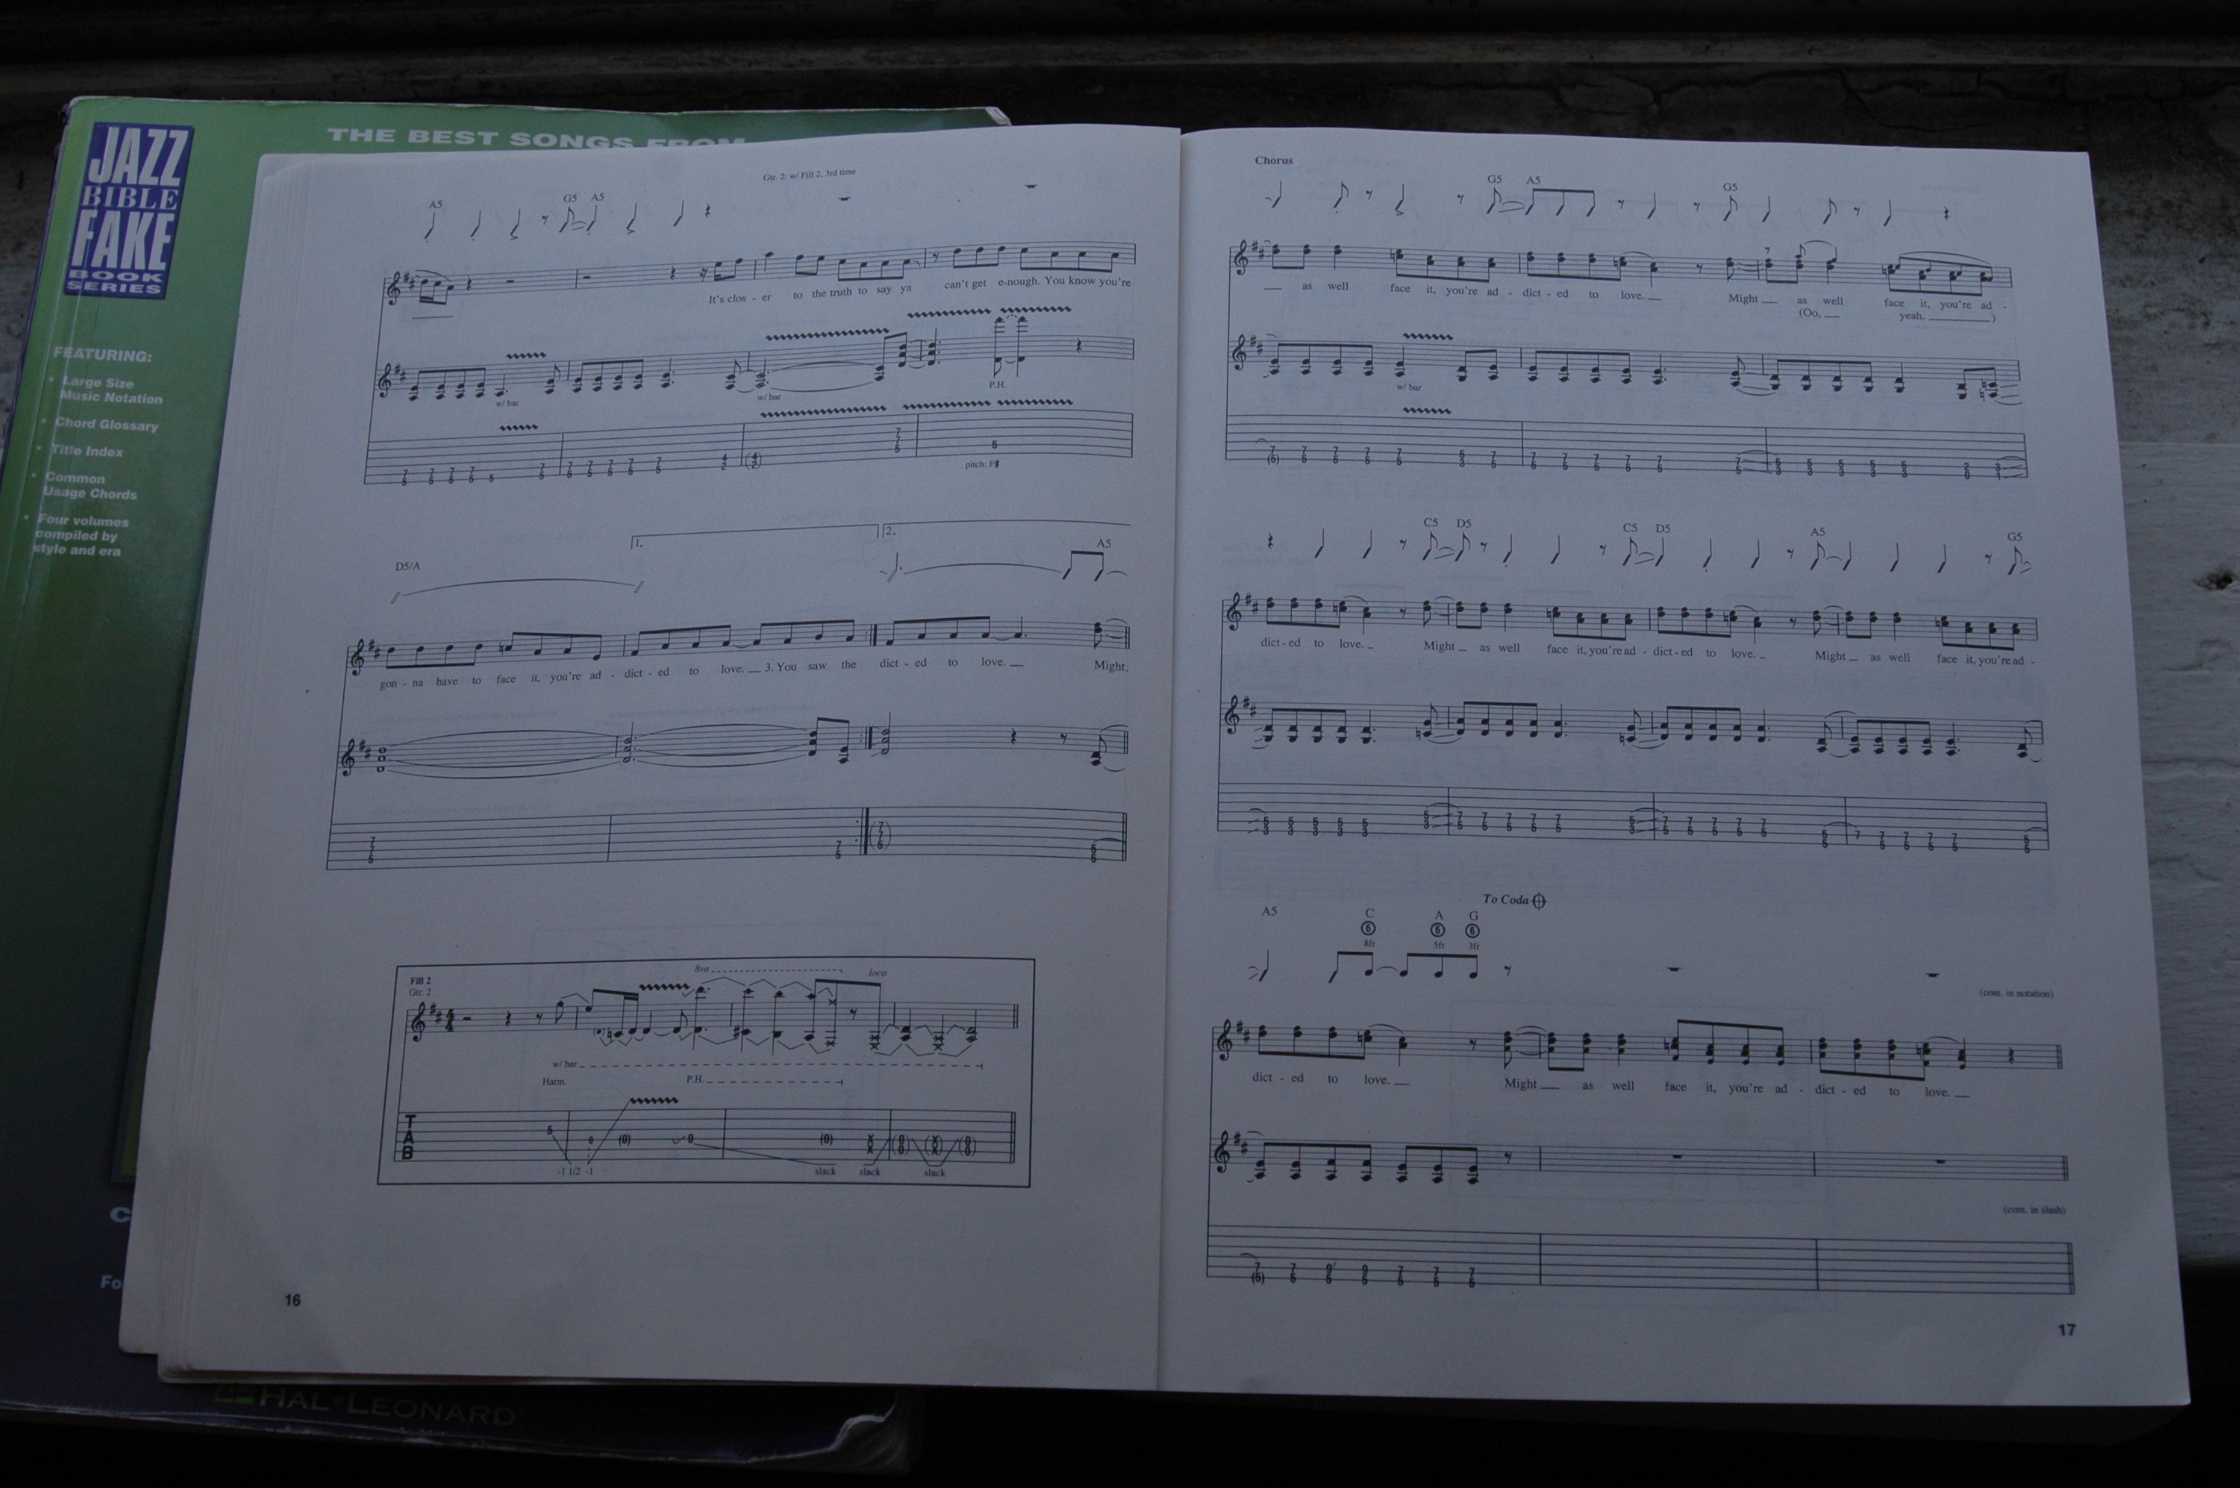 JAZZ
BIBLE
FAKE
BOOK
SERIES
THE BEST SONGS FROM
FEATURING:
• Large Size
Music Notation
• Chord Glossary
• Title Index
• Common
Usage Chords
• Four volumes
compiled by
style and era
C
Fo
HAL•LEONARD
Gtr. 2: w/ Fill 2, 3rd time
A5 G5 A5
It's clos - er to the truth to say ya can't get e-nough. You know you're
w/ bar w/ bar P.H.
pitch: F#
1. 2.
D5/A A5
gon - na have to face it, you're ad - dict - ed to love. 3. You saw the dict - ed to love. Might
Fill 2
Gtr. 2
8va loco
w/ bar
Harm. P.H.
T
A
B
-1 1/2 -1 slack slack slack
16
Chorus
G5 A5 G5
as well face it, you're ad - dict - ed to love. Might as well face it, you're ad -
(Oo, yeah. )
w/ bar
C5 D5 C5 D5 A5 G5
dict - ed to love. Might as well face it, you're ad - dict - ed to love. Might as well face it, you're ad -
To Coda
A5 C A G
6 6 6
8fr 5fr 3fr
(cont. in notation)
dict - ed to love. Might as well face it, you're ad - dict - ed to love.
(cont. in slash)
17